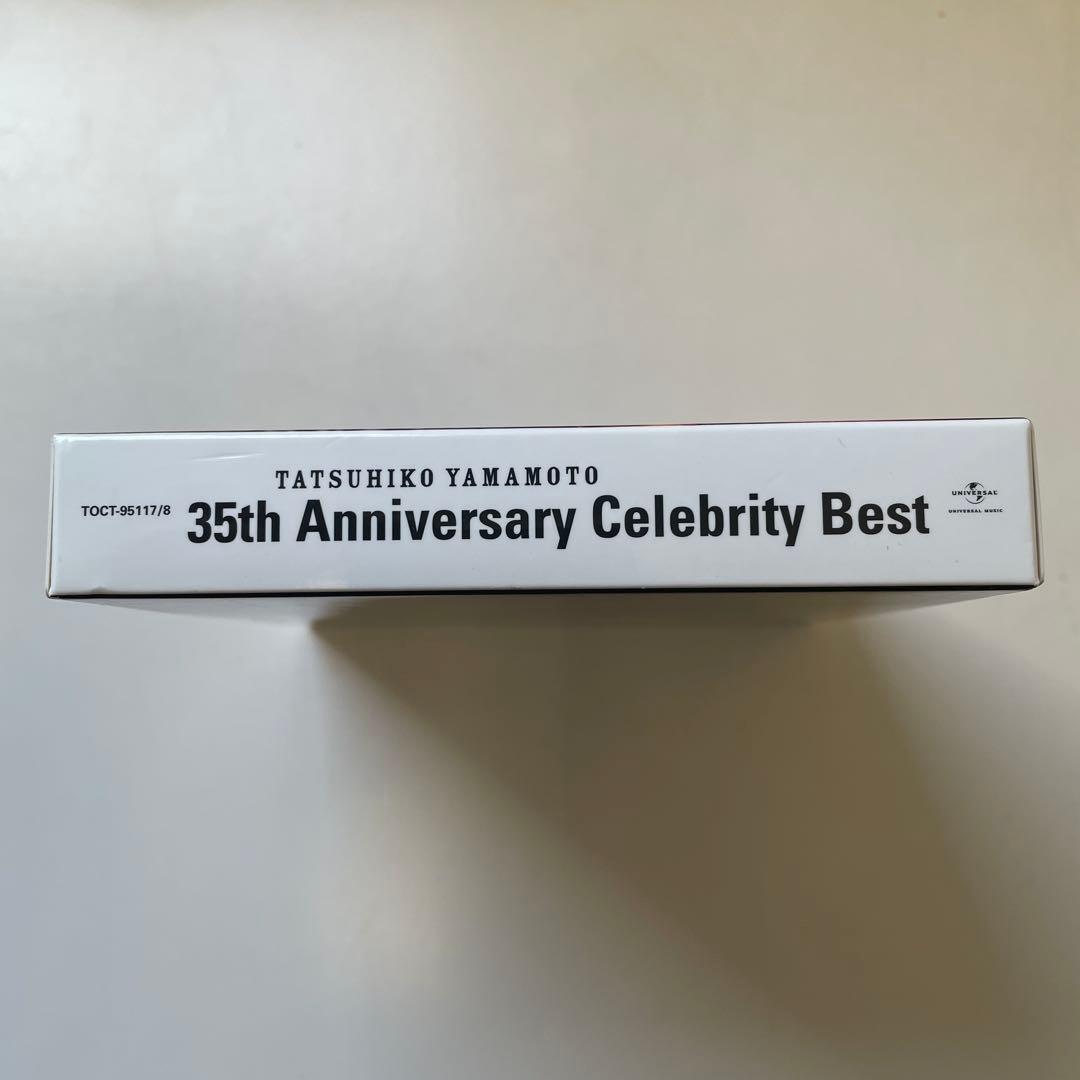 TATSUHIKO YAMAMOTO
TOCT-95117/8
35th Anniversary Celebrity Best
UNIVERSAL
UNIVERSAL MUSIC